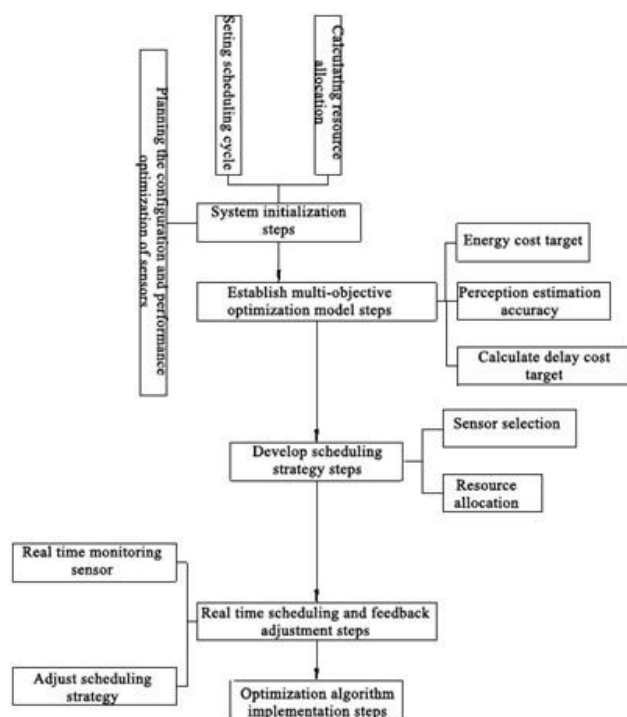 Seting scheduling cycle
Calculating resource
allocation
Planning the configuration and performance
optimization of sensors
System initialization
steps
Energy cost target
Establish multi-objective
optimization model steps
Perception estimation
accuracy
Calculate delay cost
target
Sensor selection
Develop scheduling
strategy steps
Resource
allocation
Real time monitoring
sensor
Real time scheduling and feedback
adjustment steps
Adjust scheduling
strategy
Optimization algorithm
implementation steps